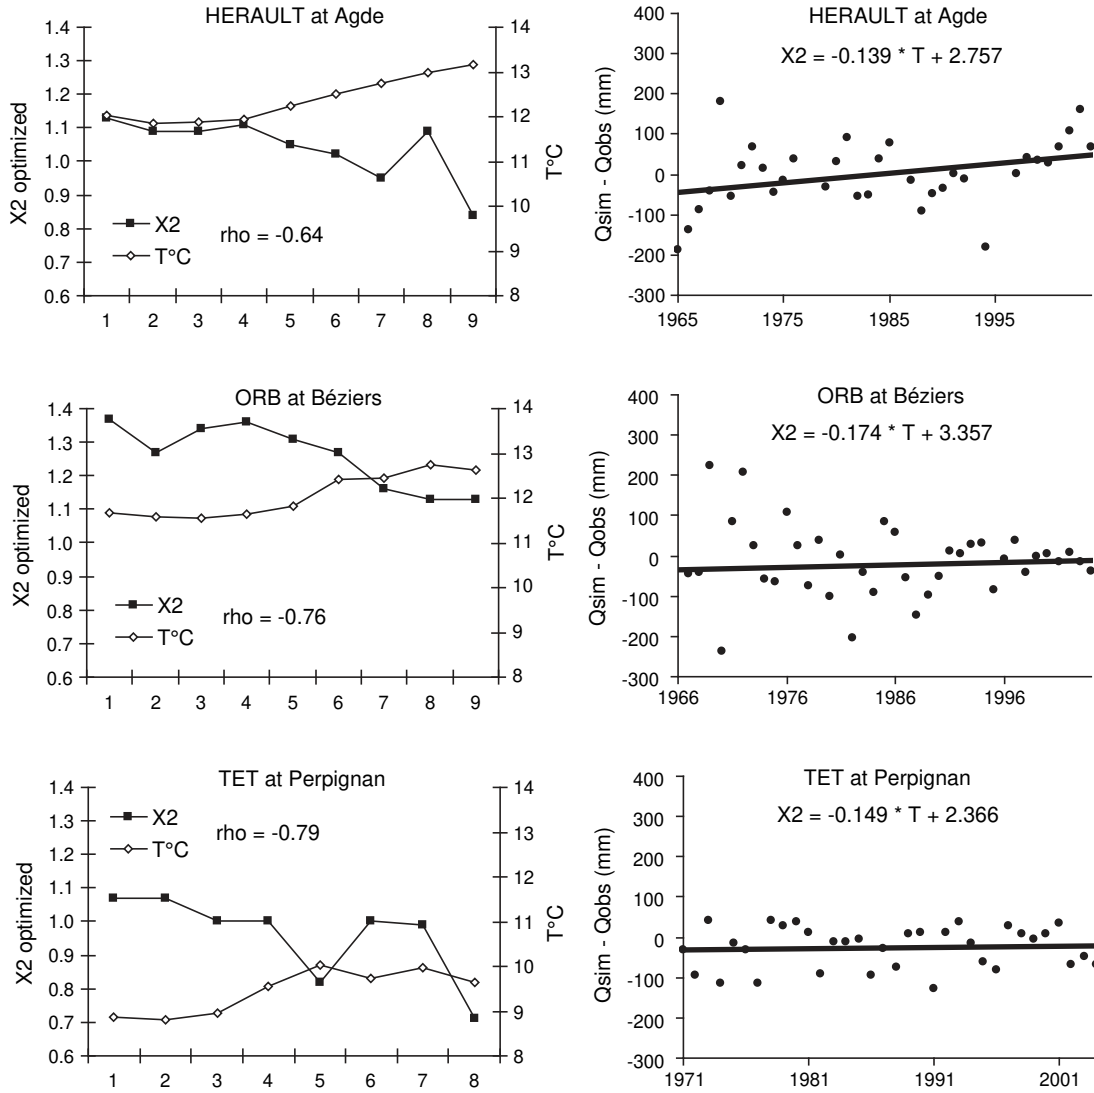 HERAULT at Agde
X2 optimized
1.4
1.3
1.2
1.1
1.0
0.9
0.8
0.7
0.6
X2
T°C
rho = -0.64
14
13
12
11
10
9
8
T°C
1 2 3 4 5 6 7 8 9
HERAULT at Agde
X2 = -0.139 * T + 2.757
Qsim - Qobs (mm)
400
300
200
100
0
-100
-200
-300
1965 1975 1985 1995
ORB at Béziers
X2 optimized
1.4
1.3
1.2
1.1
1.0
0.9
0.8
0.7
0.6
X2
T°C
rho = -0.76
14
13
12
11
10
9
8
T°C
1 2 3 4 5 6 7 8 9
ORB at Béziers
X2 = -0.174 * T + 3.357
Qsim - Qobs (mm)
400
300
200
100
0
-100
-200
-300
1966 1976 1986 1996
TET at Perpignan
X2 optimized
1.4
1.3
1.2
1.1
1.0
0.9
0.8
0.7
0.6
X2
T°C
rho = -0.79
14
13
12
11
10
9
8
T°C
1 2 3 4 5 6 7 8
TET at Perpignan
X2 = -0.149 * T + 2.366
Qsim - Qobs (mm)
400
300
200
100
0
-100
-200
-300
1971 1981 1991 2001